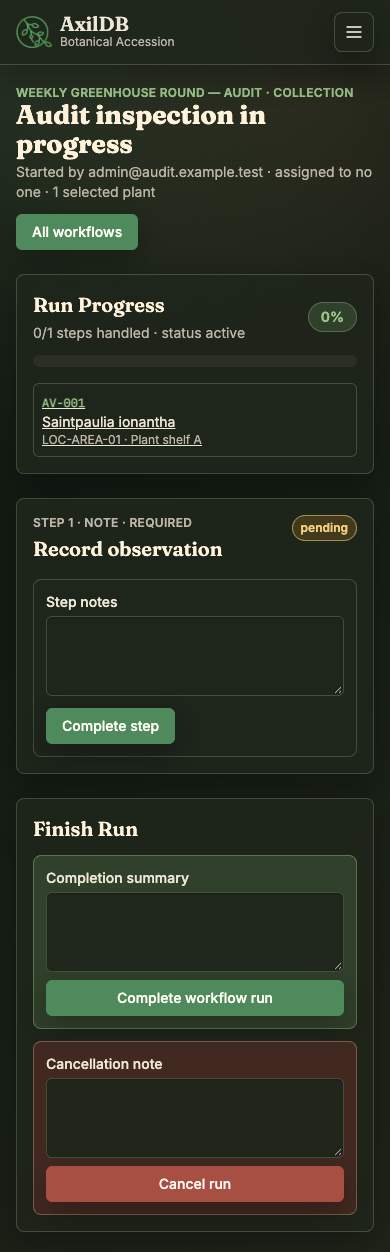 AxilDB
Botanical Accession
WEEKLY GREENHOUSE ROUND — AUDIT · COLLECTION
Audit inspection in
progress
Started by admin@audit.example.test · assigned to no
one · 1 selected plant
All workflows
Run Progress
0/1 steps handled · status active
0%
AV-001
Saintpaulia ionantha
LOC-AREA-01 · Plant shelf A
STEP 1 · NOTE · REQUIRED
pending
Record observation
Step notes
Complete step
Finish Run
Completion summary
Complete workflow run
Cancellation note
Cancel run